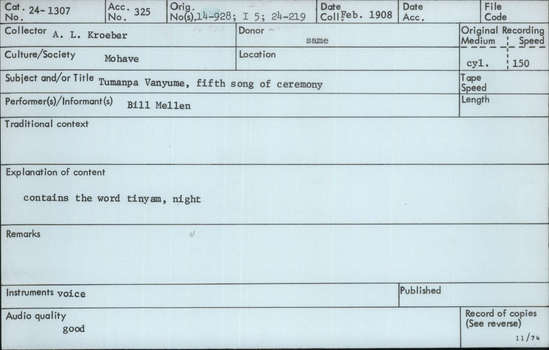 Cat. No. 24-1307 Acc. No. 325 Orig. No(s). 14-928; I 5; 24-219 Date Coll. Feb. 1908 Date Acc. File Code
Collector A. L. Kroeber Donor same Original Recording Medium Speed
Culture/Society Mohave Location cyl. 150
Subject and/or Title Tumanpa Vanyume, fifth song of ceremony Tape Speed
Performer(s)/Informant(s) Bill Mellen Length
Traditional context
Explanation of content
contains the word tinyam, night
Remarks
Instruments voice Published
Audio quality good Record of copies (See reverse)
11/74